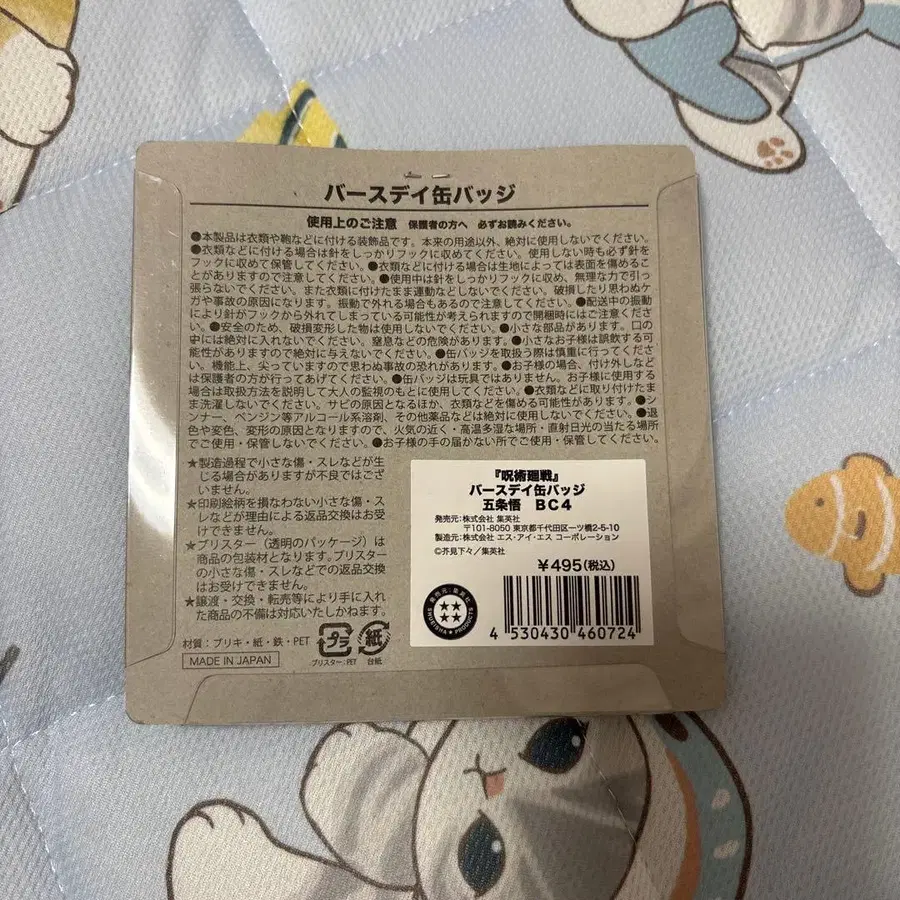 バースデイ缶バッジ
使用上のご注意 保護者の方へ 必ずお読みください。
●本製品は衣類や鞄などに付ける装飾品です。本来の用途以外、絶対に使用しないでください。
●衣類などに付ける場合は針をしっかりフックに収めてください。使用しない時も必ず針を
フックに収めて保管してください。●衣類などに付ける場合は生地によっては表面を傷めるこ
とがありますので注意してください。●使用中は針をしっかりフックに収め、無理な力で引っ
張らないでください。また衣類に付けたまま運動などしないでください。破損したり思わぬケ
ガや事故の原因になります。振動で外れる場合もあるので注意してください。●配送中の振動
により針がフックから外れてしまっている可能性が考えられますので開梱時にはご注意くださ
い。●安全のため、破損変形した物は使用しないでください。●小さな部品があります。口の
中には絶対に入れないでください。窒息などの危険があります。●小さなお子様は誤飲する可
能性がありますので絶対に与えないでください。●缶バッジを取扱う際は慎重に行ってくださ
い。機能上、尖っていますので思わぬ事故の恐れがあります。●お子様の場合、付け外しなど
は保護者の方が行ってあげてください。●缶バッジは玩具ではありません。お子様に使用する
場合は取扱方法を説明して大人の監視のもとに使用してください。●衣類などに取り付けたま
ま洗濯しないでください。サビの原因となるほか、衣類などを傷める可能性があります。●シ
ンナー、ベンジン等アルコール系溶剤、その他薬品などは絶対に使用しないでください。●退
色や変色、変形の原因となりますので、火気の近く・高温多湿な場所・直射日光の当たる場所
でご使用・保管しないでください。●お子様の手の届かない所でご使用・保管してください。
★製造過程で小さな傷・スレなどが生
じる場合がありますが不良ではござ
いません。
★印刷絵柄を損なわない小さな傷・ス
レなどが理由による返品交換はお受
けできません。
★ブリスター（透明のパッケージ）は
商品の包装材となります。ブリスター
の小さな傷・スレなどでの返品交換
はお受けできません。
★譲渡・交換・転売等により手に入れ
た商品の不備は対応いたしかねます。
材質：ブリキ・紙・鉄・PET
MADE IN JAPAN
プラ
ブリスター：PET
紙
台紙
『呪術廻戦』
バースデイ缶バッジ
五条悟 BC4
発売元：株式会社 集英社
〒101-8050 東京都千代田区一ツ橋2-5-10
製造元：株式会社 エス・アイ・エス コーポレーション
©芥見下々／集英社
¥495(税込)
発売元：集英社
SHUEISHA PRODUCT
4 530430 460724